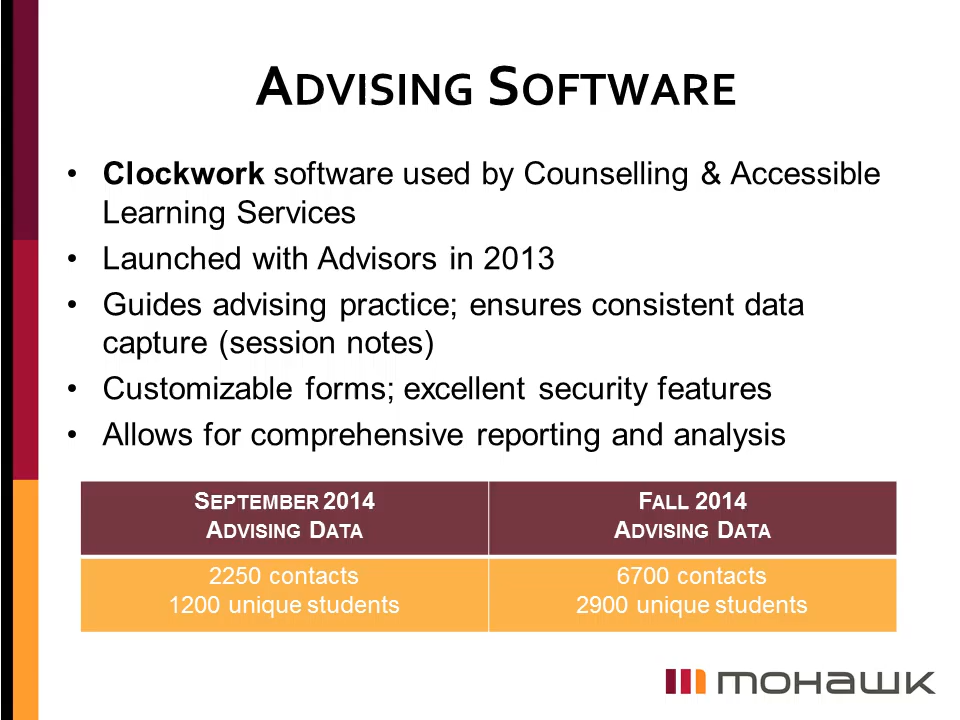 ADVISING SOFTWARE
• Clockwork software used by Counselling & Accessible
Learning Services
• Launched with Advisors in 2013
• Guides advising practice; ensures consistent data
capture (session notes)
• Customizable forms; excellent security features
• Allows for comprehensive reporting and analysis
SEPTEMBER 2014
ADVISING DATA
FALL 2014
ADVISING DATA
2250 contacts
1200 unique students
6700 contacts
2900 unique students
mohawk